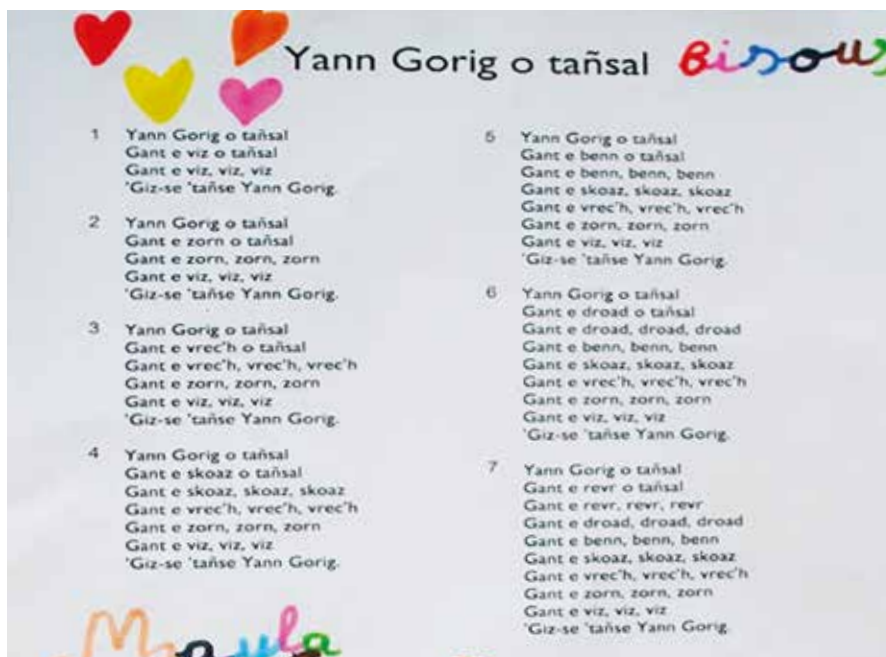 Yann Gorig o tañsal Bisous
1 Yann Gorig o tañsal
Gant e viz o tañsal
Gant e viz, viz, viz
'Giz-se 'tañse Yann Gorig.
2 Yann Gorig o tañsal
Gant e zorn o tañsal
Gant e zorn, zorn, zorn
Gant e viz, viz, viz
'Giz-se 'tañse Yann Gorig.
3 Yann Gorig o tañsal
Gant e vrec'h o tañsal
Gant e vrec'h, vrec'h, vrec'h
Gant e zorn, zorn, zorn
Gant e viz, viz, viz
'Giz-se 'tañse Yann Gorig.
4 Yann Gorig o tañsal
Gant e skoaz o tañsal
Gant e skoaz, skoaz, skoaz
Gant e vrec'h, vrec'h, vrec'h
Gant e zorn, zorn, zorn
Gant e viz, viz, viz
'Giz-se 'tañse Yann Gorig.
5 Yann Gorig o tañsal
Gant e benn o tañsal
Gant e benn, benn, benn
Gant e skoaz, skoaz, skoaz
Gant e vrec'h, vrec'h, vrec'h
Gant e zorn, zorn, zorn
Gant e viz, viz, viz
'Giz-se 'tañse Yann Gorig.
6 Yann Gorig o tañsal
Gant e droad o tañsal
Gant e droad, droad, droad
Gant e benn, benn, benn
Gant e skoaz, skoaz, skoaz
Gant e vrec'h, vrec'h, vrec'h
Gant e zorn, zorn, zorn
Gant e viz, viz, viz
'Giz-se 'tañse Yann Gorig.
7 Yann Gorig o tañsal
Gant e revr o tañsal
Gant e revr, revr, revr
Gant e droad, droad, droad
Gant e benn, benn, benn
Gant e skoaz, skoaz, skoaz
Gant e vrec'h, vrec'h, vrec'h
Gant e zorn, zorn, zorn
Gant e viz, viz, viz
'Giz-se 'tañse Yann Gorig.